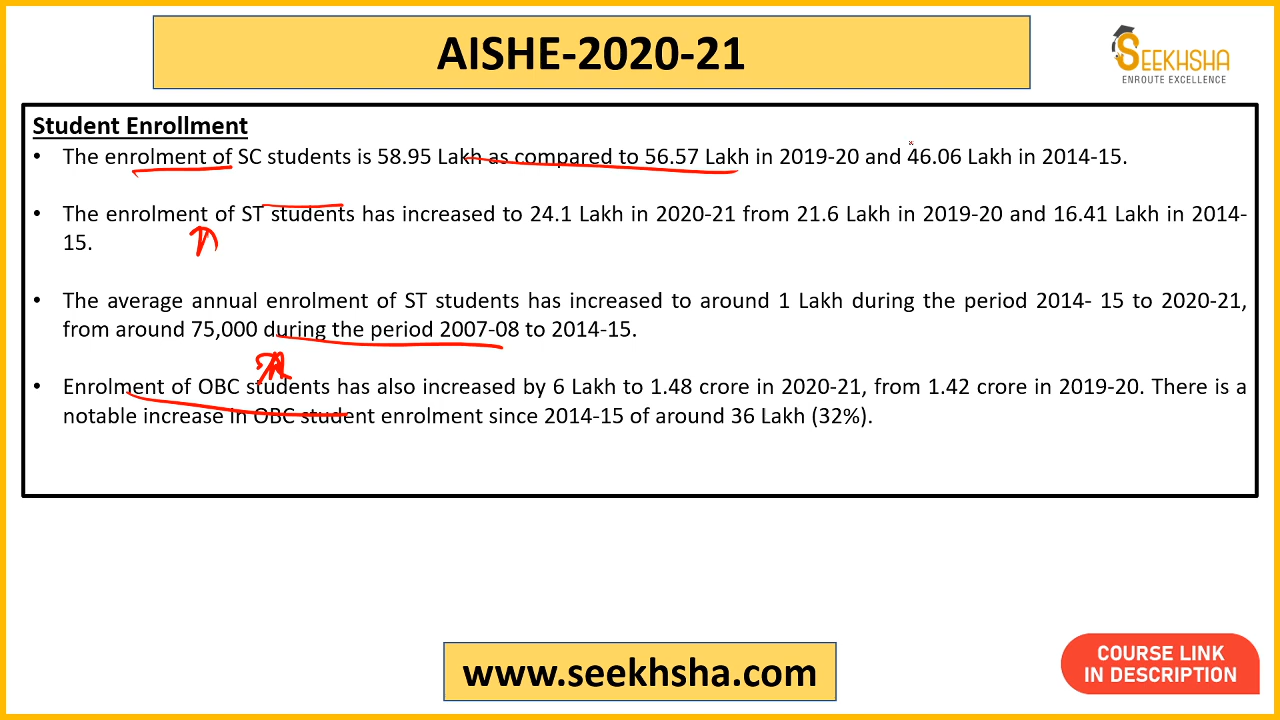 AISHE-2020-21
SEEKHSHA
ENROUTE EXCELLENCE
Student Enrollment
• The enrolment of SC students is 58.95 Lakh as compared to 56.57 Lakh in 2019-20 and 46.06 Lakh in 2014-15.
• The enrolment of ST students has increased to 24.1 Lakh in 2020-21 from 21.6 Lakh in 2019-20 and 16.41 Lakh in 2014-
15.
• The average annual enrolment of ST students has increased to around 1 Lakh during the period 2014- 15 to 2020-21,
from around 75,000 during the period 2007-08 to 2014-15.
• Enrolment of OBC students has also increased by 6 Lakh to 1.48 crore in 2020-21, from 1.42 crore in 2019-20. There is a
notable increase in OBC student enrolment since 2014-15 of around 36 Lakh (32%).
www.seekhsha.com
COURSE LINK
IN DESCRIPTION